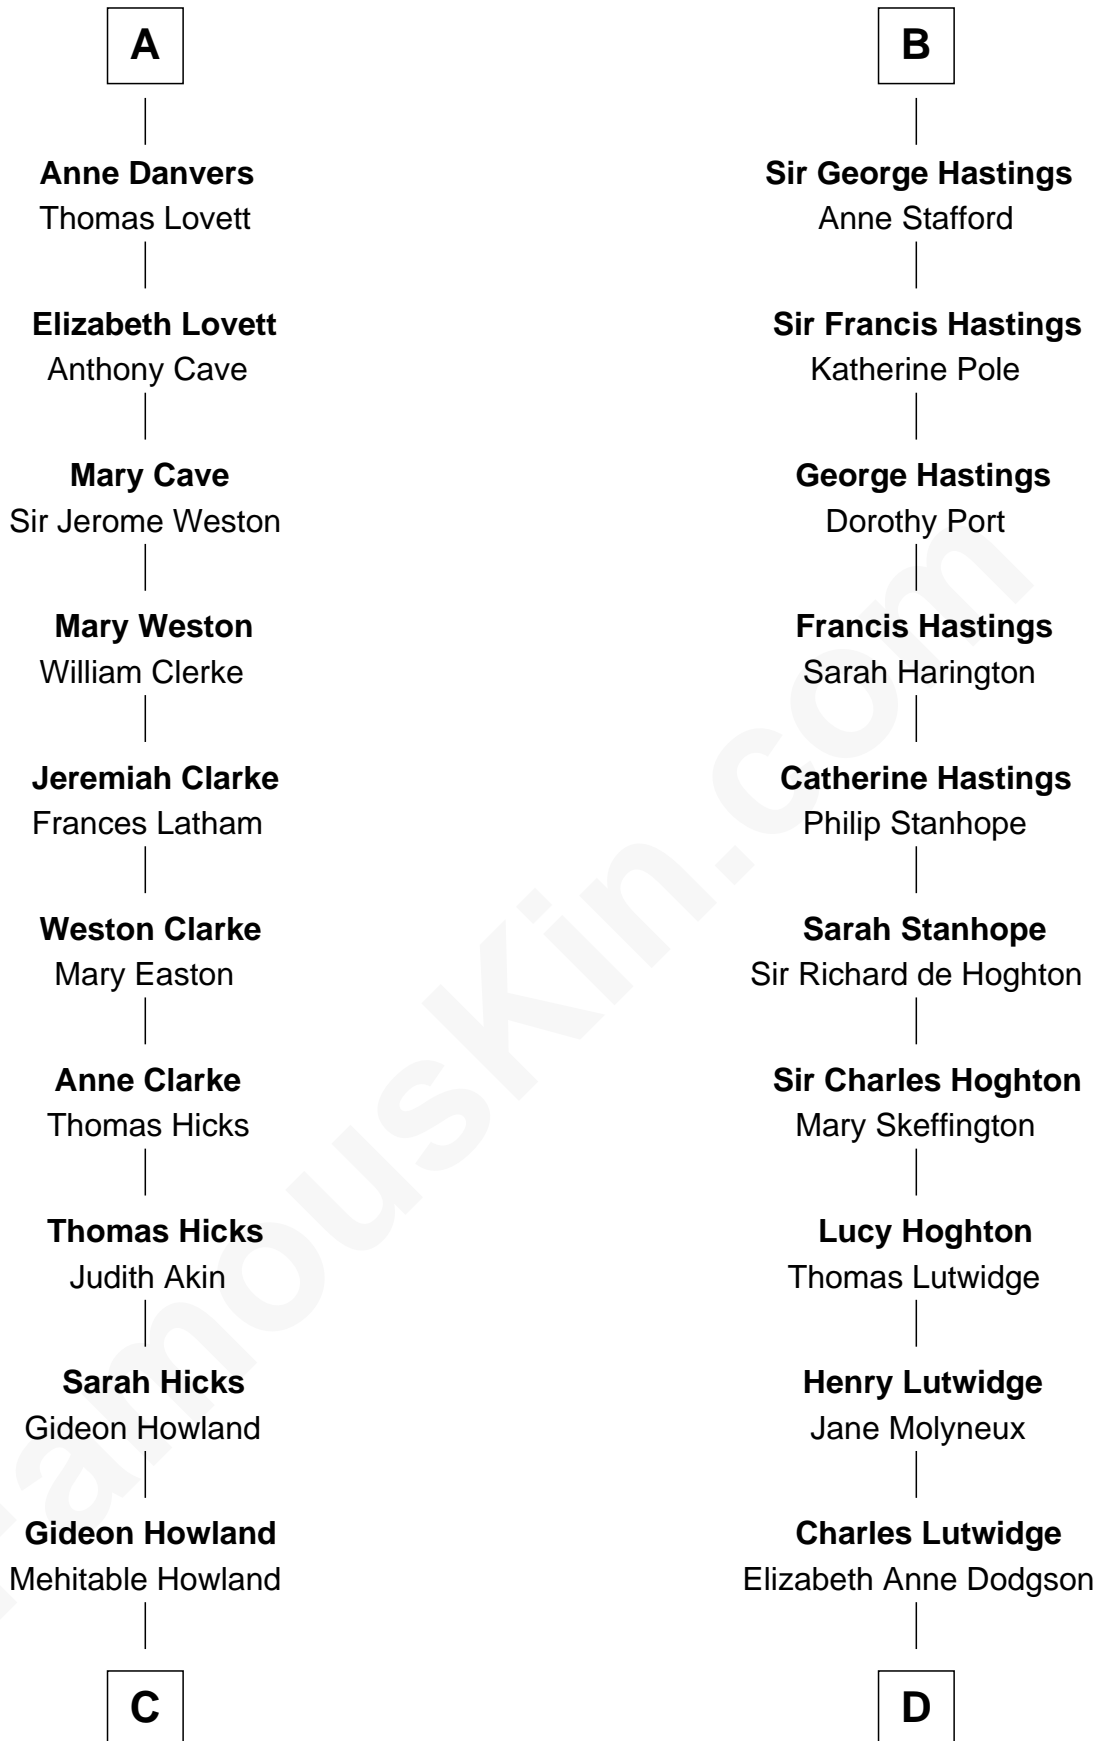 A
Anne Danvers
Thomas Lovett
Elizabeth Lovett
Anthony Cave
Mary Cave
Sir Jerome Weston
Mary Weston
William Clerke
Jeremiah Clarke
Frances Latham
Weston Clarke
Mary Easton
Anne Clarke
Thomas Hicks
Thomas Hicks
Judith Akin
Sarah Hicks
Gideon Howland
Gideon Howland
Mehitable Howland
C
B
Sir George Hastings
Anne Stafford
Sir Francis Hastings
Katherine Pole
George Hastings
Dorothy Port
Francis Hastings
Sarah Harington
Catherine Hastings
Philip Stanhope
Sarah Stanhope
Sir Richard de Hoghton
Sir Charles Hoghton
Mary Skeffington
Lucy Hoghton
Thomas Lutwidge
Henry Lutwidge
Jane Molyneux
Charles Lutwidge
Elizabeth Anne Dodgson
D
FamousKin.com